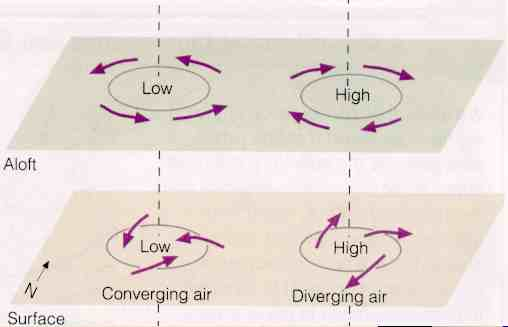 Low
High
Aloft
Low
High
N
Converging air
Diverging air
Surface